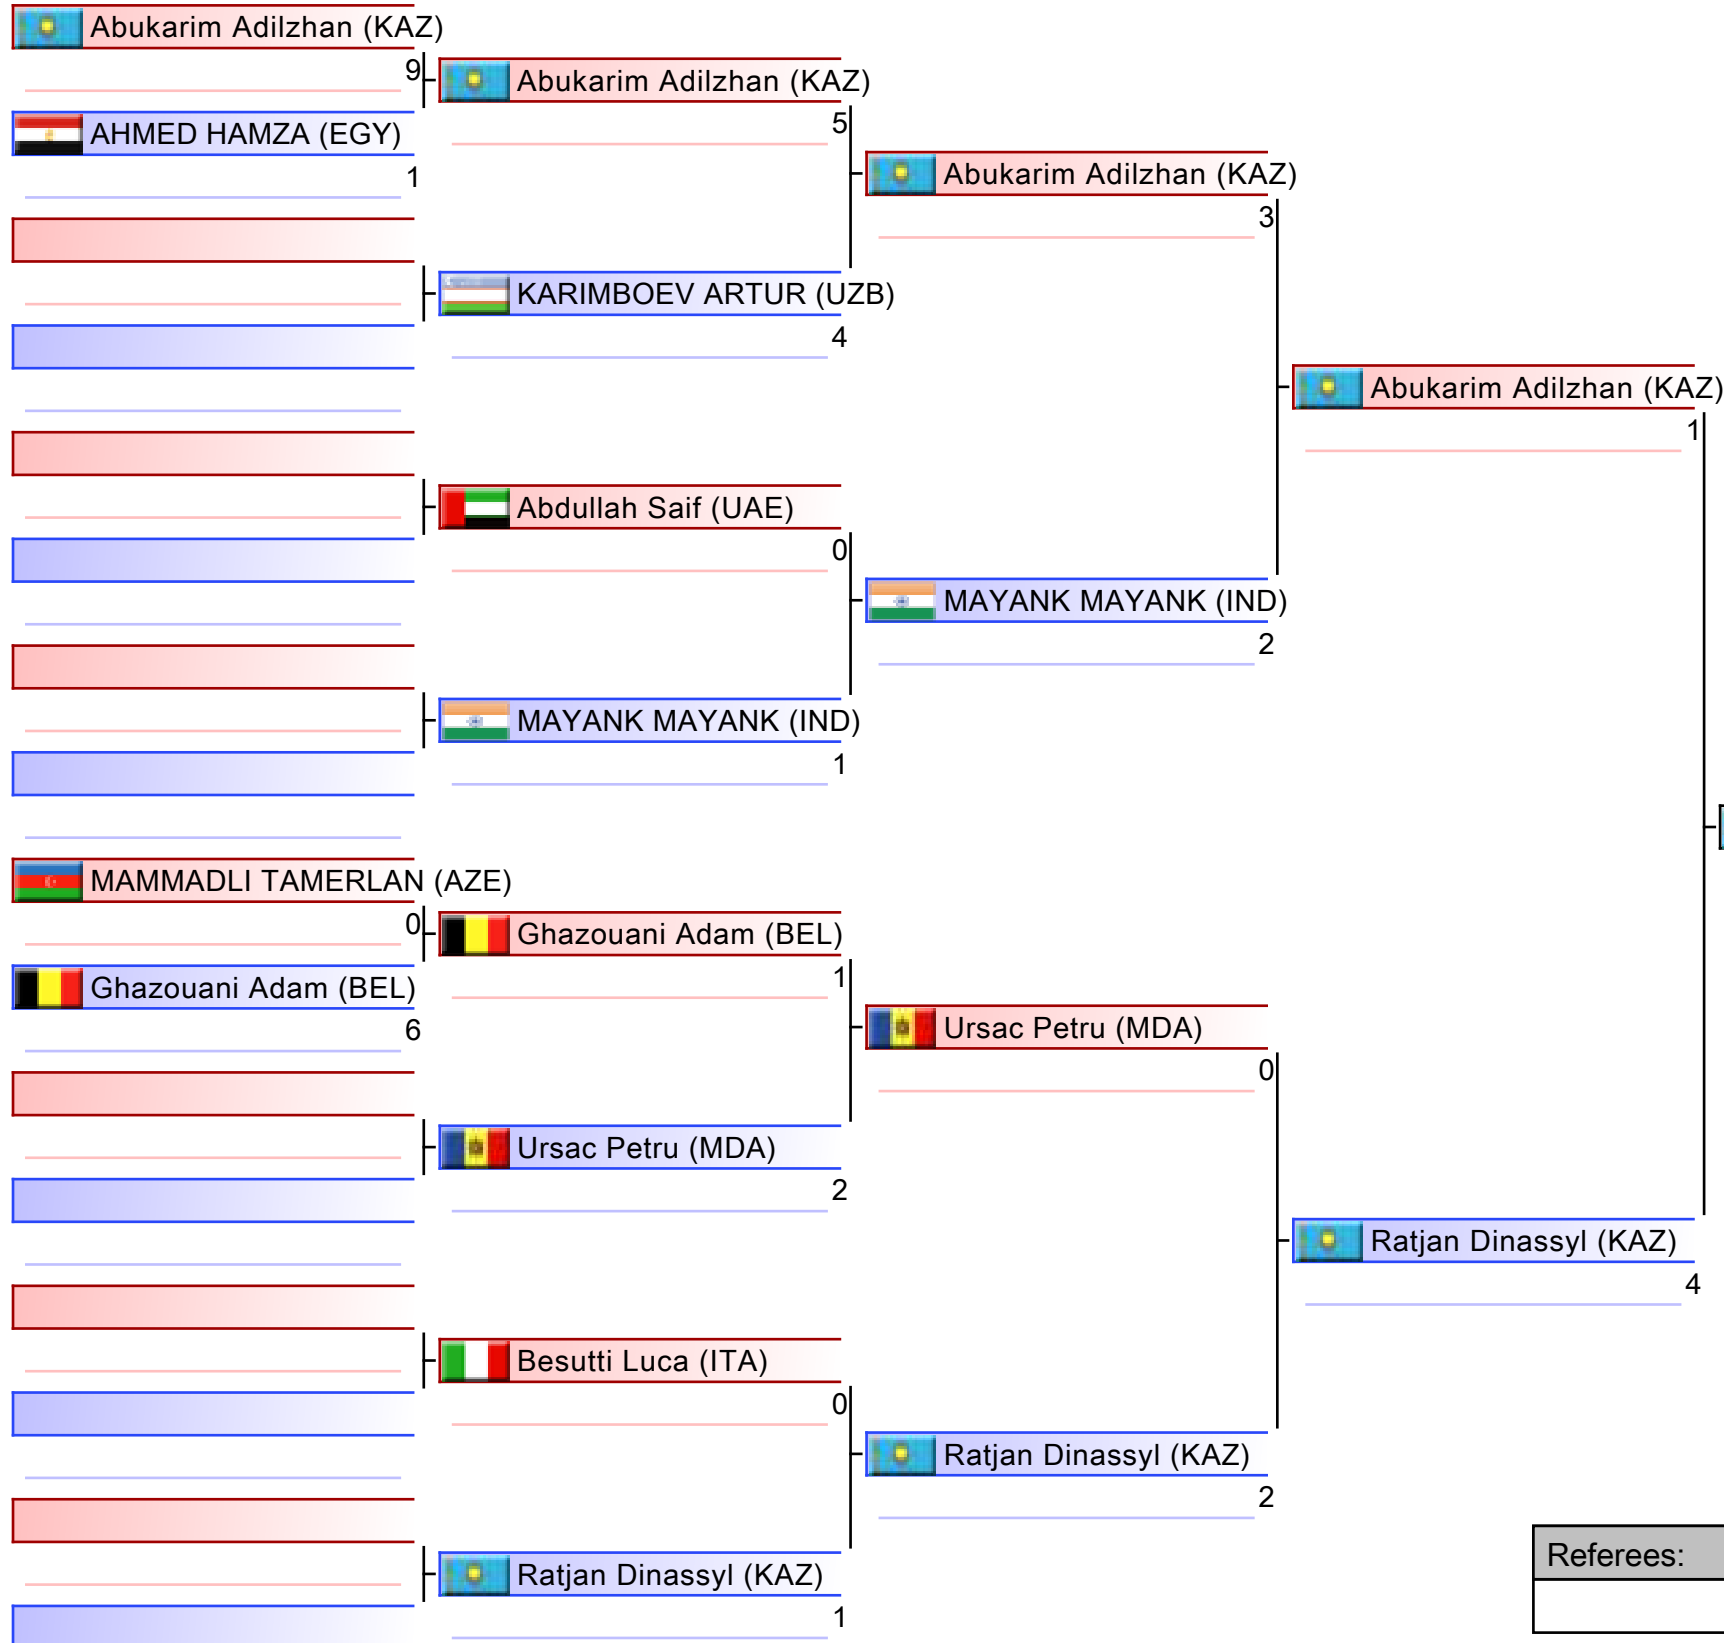 Abukarim Adilzhan (KAZ)
9
Abukarim Adilzhan (KAZ)
5
AHMED HAMZA (EGY)
1
Abukarim Adilzhan (KAZ)
3
KARIMBOEV ARTUR (UZB)
4
Abukarim Adilzhan (KAZ)
1
Abdullah Saif (UAE)
0
MAYANK MAYANK (IND)
2
MAYANK MAYANK (IND)
1
MAMMADLI TAMERLAN (AZE)
0
Ghazouani Adam (BEL)
1
Ghazouani Adam (BEL)
6
Ursac Petru (MDA)
0
Ursac Petru (MDA)
2
Ratjan Dinassyl (KAZ)
4
Besutti Luca (ITA)
0
Ratjan Dinassyl (KAZ)
2
Referees:
Ratjan Dinassyl (KAZ)
1